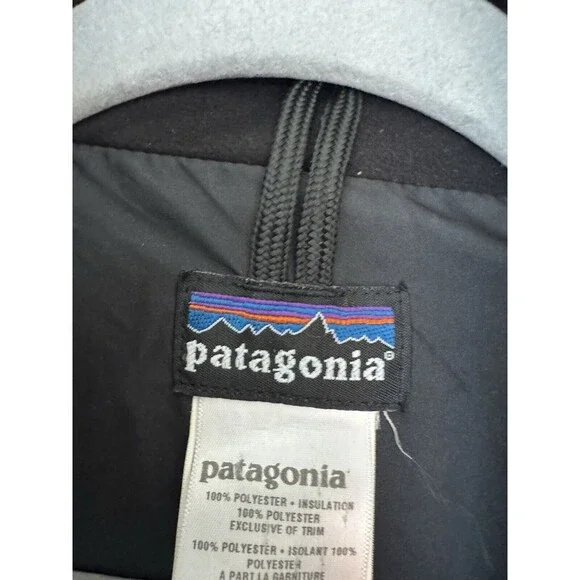 patagonia®
patagonia®
100% POLYESTER • INSULATION
100% POLYESTER
EXCLUSIVE OF TRIM
100% POLYESTER • ISOLANT 100%
POLYESTER
A PART LA GARNITURE